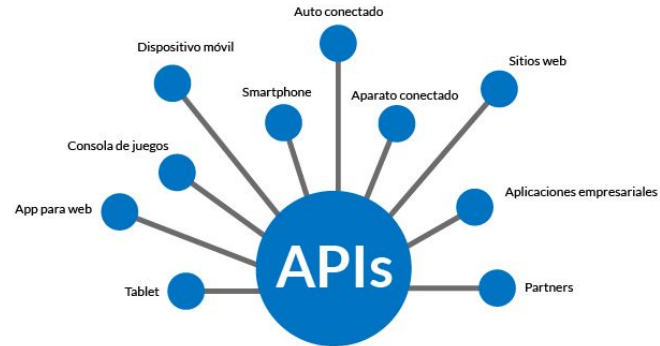 Auto conectado
Dispositivo móvil
Sitios web
Smartphone
Aparato conectado
Consola de juegos
Aplicaciones empresariales
App para web
APIs
Tablet
Partners